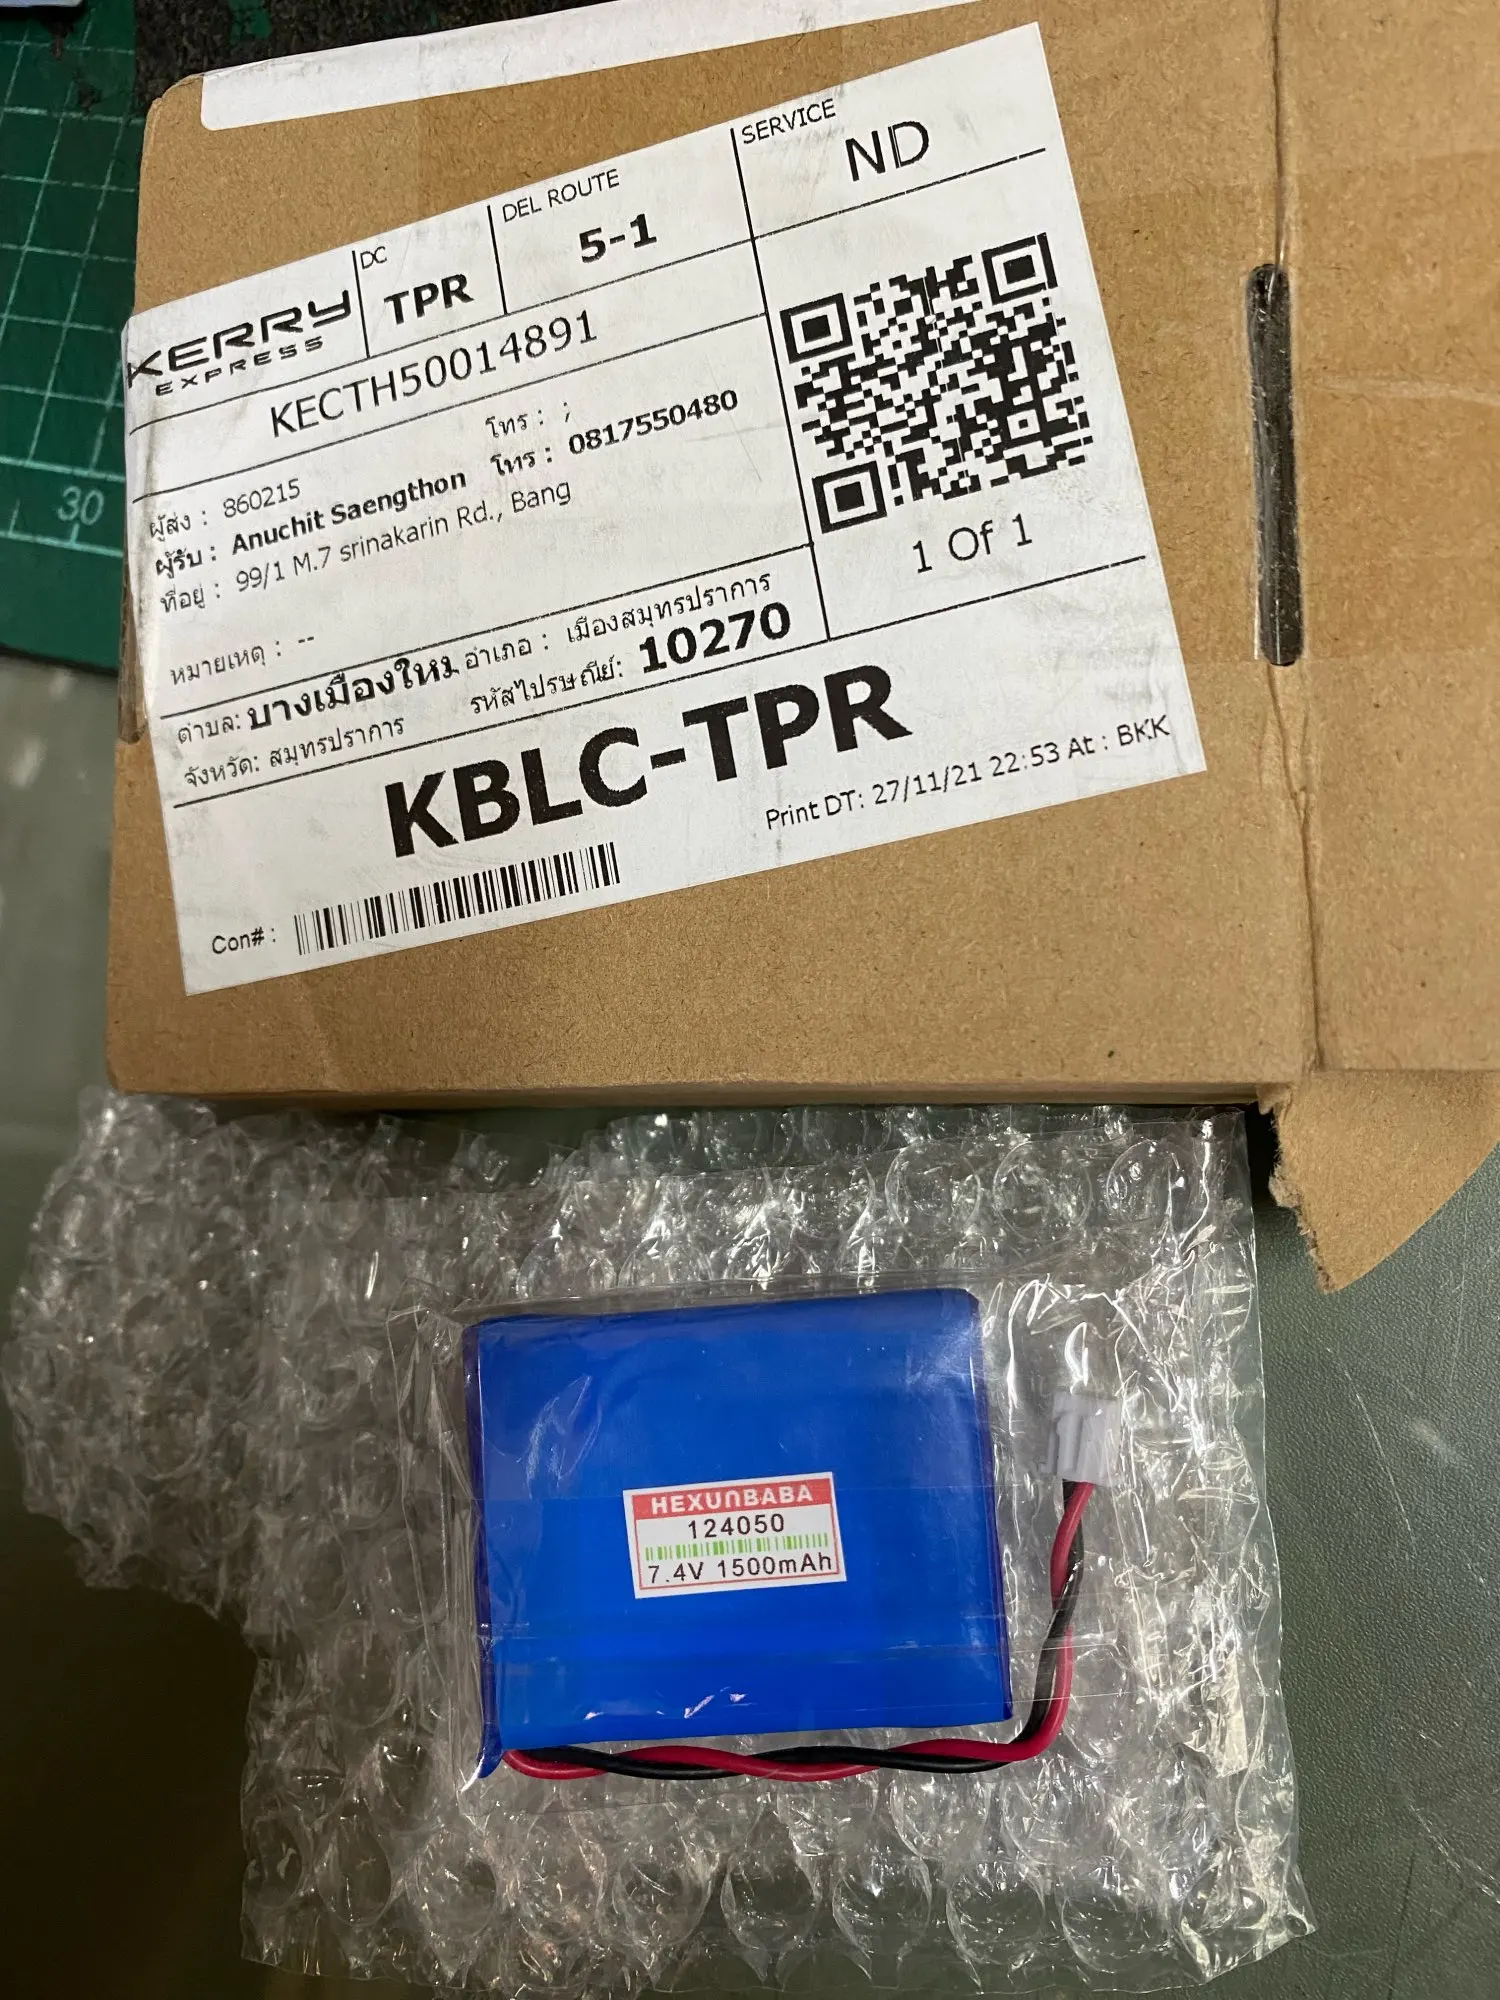 SERVICE
ND
DEL ROUTE
5-1
DC
TPR
KERRY
EXPRESS
KECTH50014891
ผู้ส่ง : 860215 โทร : ;
ผู้รับ : Anuchit Saengthon โทร : 0817550480
ที่อยู่ : 99/1 M.7 srinakarin Rd., Bang
หมายเหตุ : --
1 Of 1
ตำบล: บางเมืองใหม่ อำเภอ : เมืองสมุทรปราการ
จังหวัด: สมุทรปราการ รหัสไปรษณีย์: 10270
KBLC-TPR
Print DT: 27/11/21 22:53 At : BKK
Con# :
30
HEXUNBABA
124050
7.4V 1500mAh